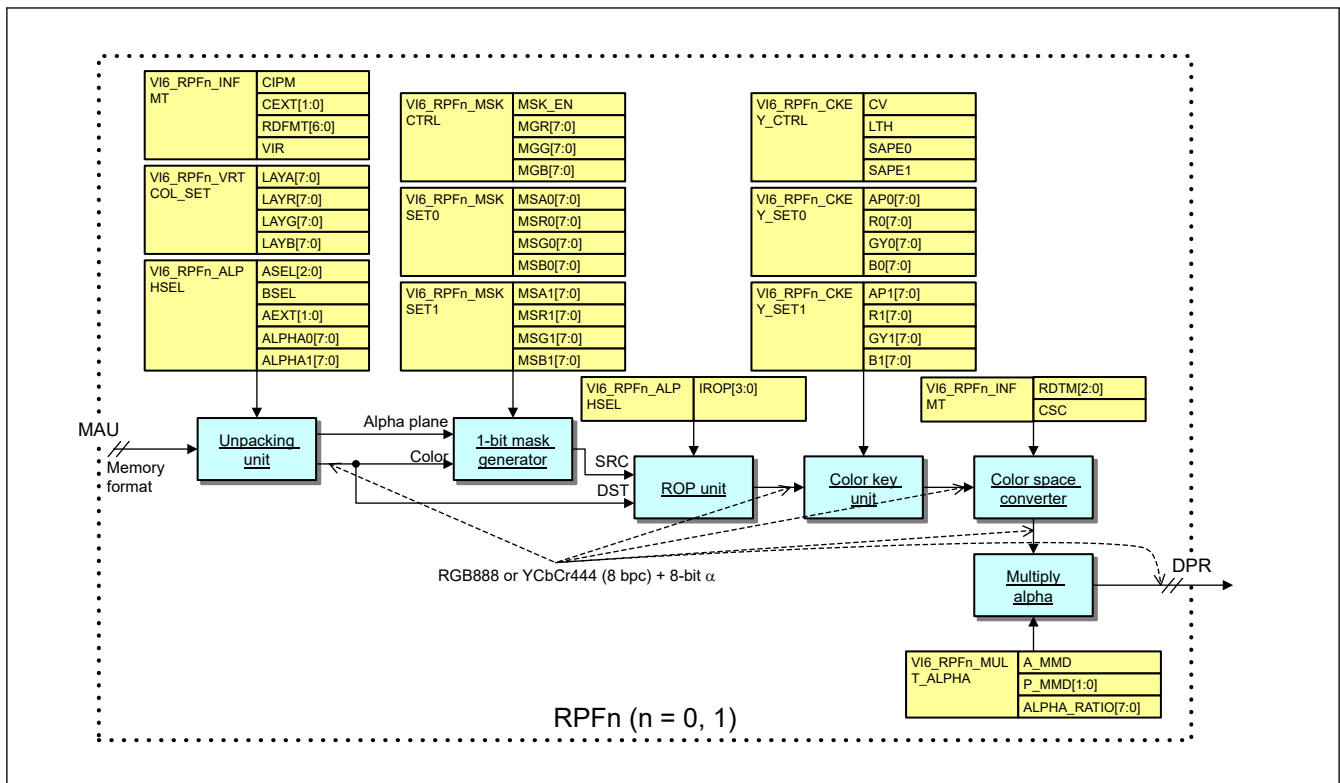 VI6_RPFn_INF
MT
CIPM
CEXT[1:0]
RDFMT[6:0]
VIR
VI6_RPFn_VRT
COL_SET
LAYA[7:0]
LAYR[7:0]
LAYG[7:0]
LAYB[7:0]
VI6_RPFn_ALP
HSEL
ASEL[2:0]
BSEL
AEXT[1:0]
ALPHA0[7:0]
ALPHA1[7:0]
VI6_RPFn_MSK
CTRL
MSK_EN
MGR[7:0]
MGG[7:0]
MGB[7:0]
VI6_RPFn_MSK
SET0
MSA0[7:0]
MSR0[7:0]
MSG0[7:0]
MSB0[7:0]
VI6_RPFn_MSK
SET1
MSA1[7:0]
MSR1[7:0]
MSG1[7:0]
MSB1[7:0]
VI6_RPFn_CKE
Y_CTRL
CV
LTH
SAPE0
SAPE1
VI6_RPFn_CKE
Y_SET0
AP0[7:0]
R0[7:0]
GY0[7:0]
B0[7:0]
VI6_RPFn_CKE
Y_SET1
AP1[7:0]
R1[7:0]
GY1[7:0]
B1[7:0]
VI6_RPFn_ALP
HSEL
IROP[3:0]
VI6_RPFn_INF
MT
RDTM[2:0]
CSC
MAU
Memory
format
Unpacking
unit
Alpha plane
Color
1-bit mask
generator
SRC
DST
ROP unit
Color key
unit
Color space
converter
RGB888 or YCbCr444 (8 bpc) + 8-bit α
Multiply
alpha
DPR
VI6_RPFn_MUL
T_ALPHA
A_MMD
P_MMD[1:0]
ALPHA_RATIO[7:0]
RPFn (n = 0, 1)